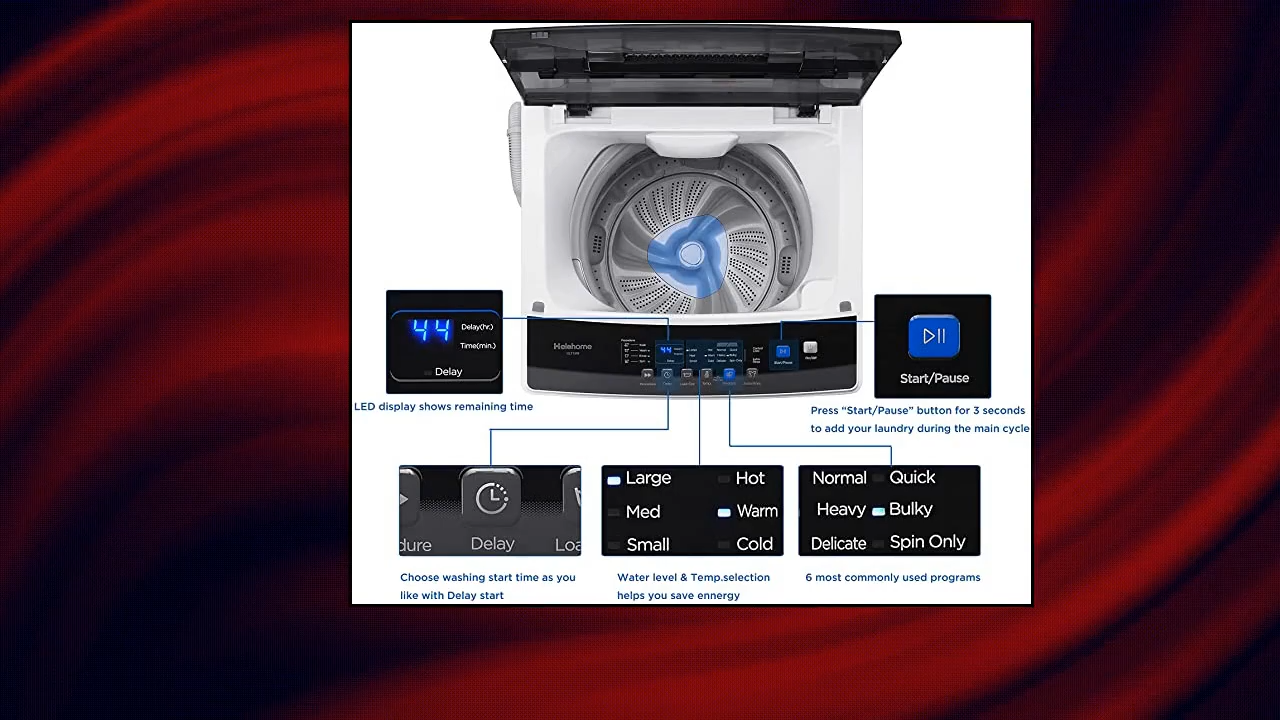 Helehome
44
Delay(hr.)
Time(min.)
Delay
LED display shows remaining time
Start/Pause
Press “Start/Pause” button for 3 seconds
to add your laundry during the main cycle
dure
Delay
Loa
Choose washing start time as you
like with Delay start
Large
Hot
Med
Warm
Small
Cold
Water level & Temp.selection
helps you save ennergy
Normal
Quick
Heavy
Bulky
Delicate
Spin Only
6 most commonly used programs